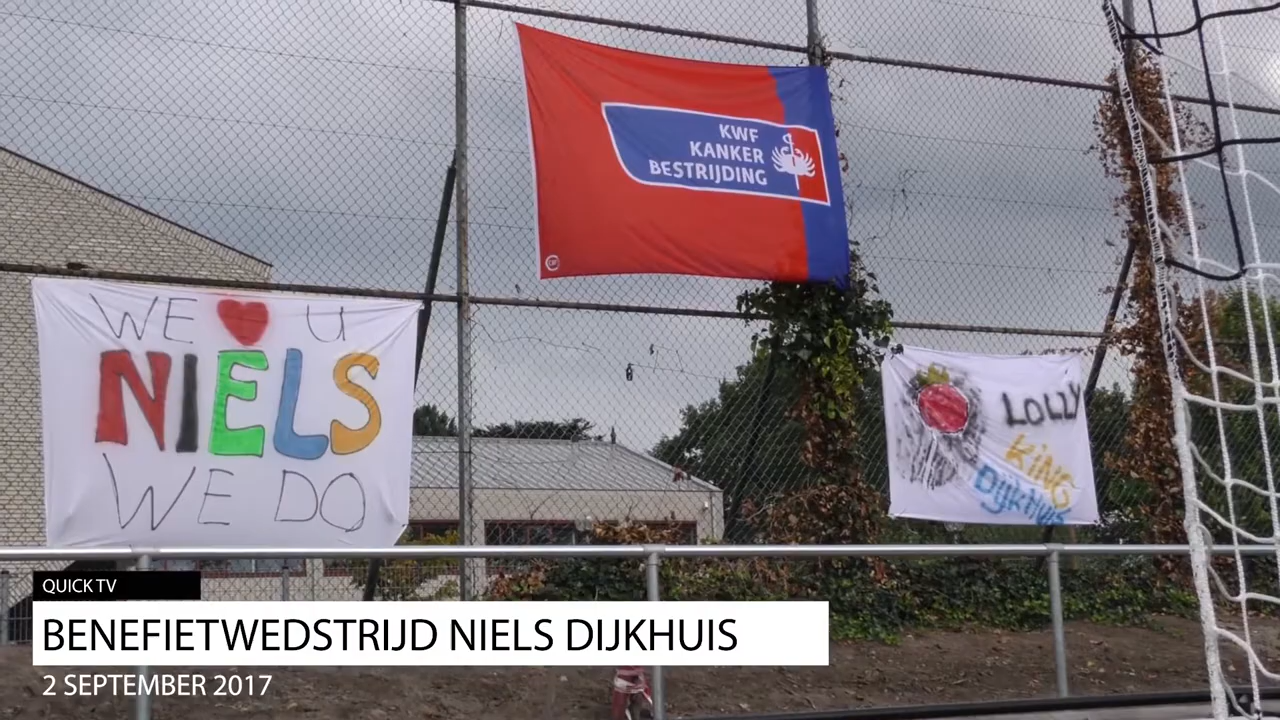 KWF
KANKER
BESTRIJDING
WE ❤ U
NIELS
WE DO
LOLLY
KING
DIJKHUIS
QUICK TV
BENEFIETWEDSTRIJD NIELS DIJKHUIS
2 SEPTEMBER 2017